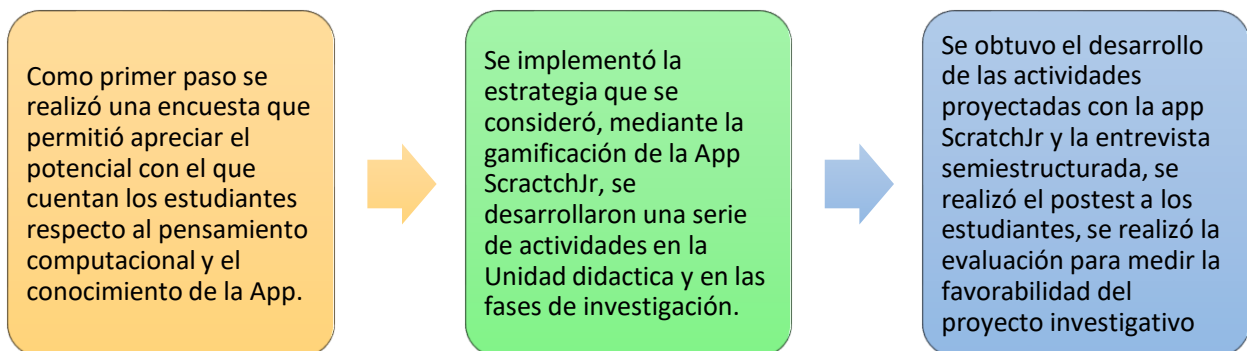 Como primer paso se
realizó una encuesta que
permitió apreciar el
potencial con el que
cuentan los estudiantes
respecto al pensamiento
computacional y el
conocimiento de la App.
Se implementó la
estrategia que se
consideró, mediante la
gamificación de la App
ScractchJr, se
desarrollaron una serie
de actividades en la
Unidad didactica y en las
fases de investigación.
Se obtuvo el desarrollo
de las actividades
proyectadas con la app
ScratchJr y la entrevista
semiestructurada, se
realizó el postest a los
estudiantes, se realizó la
evaluación para medir la
favorabilidad del
proyecto investigativo